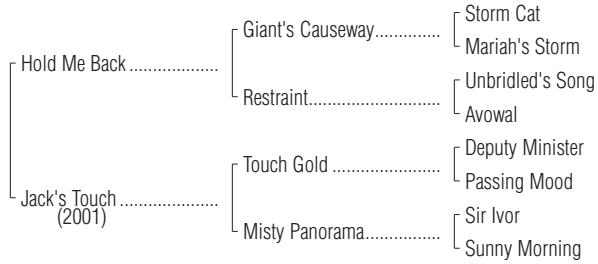 Storm Cat
Giant's Causeway..............
Mariah's Storm
Hold Me Back ...................
Unbridled's Song
Restraint............................
Avowal
Deputy Minister
Touch Gold .......................
Passing Mood
Jack's Touch .....................
(2001)
Sir Ivor
Misty Panorama................
Sunny Morning